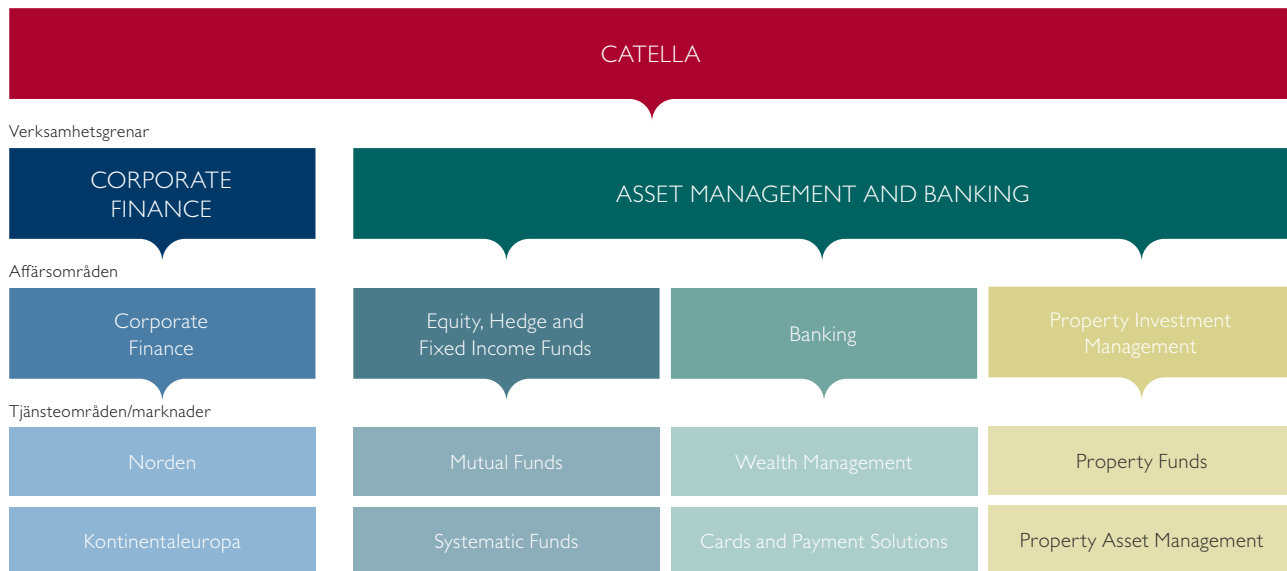 CATELLA
Verksamhetsgrenar
CORPORATE
FINANCE
ASSET MANAGEMENT AND BANKING
Affärsområden
Corporate
Finance
Equity, Hedge and
Fixed Income Funds
Banking
Property Investment
Management
Tjänsteområden/marknader
Norden
Mutual Funds
Wealth Management
Property Funds
Kontinentaleuropa
Systematic Funds
Cards and Payment Solutions
Property Asset Management